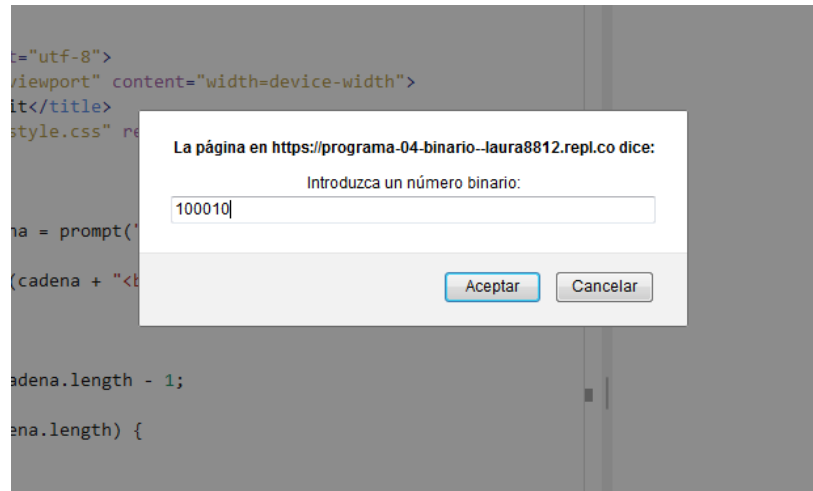 t="utf-8">
viewport" content="width=device-width">
it</title>
style.css" re
La página en https://programa-04-binario--laura8812.repl.co dice:
Introduzca un número binario:
100010
na = prompt('
(cadena + "<b
Aceptar Cancelar
adena.length - 1;
ena.length) {